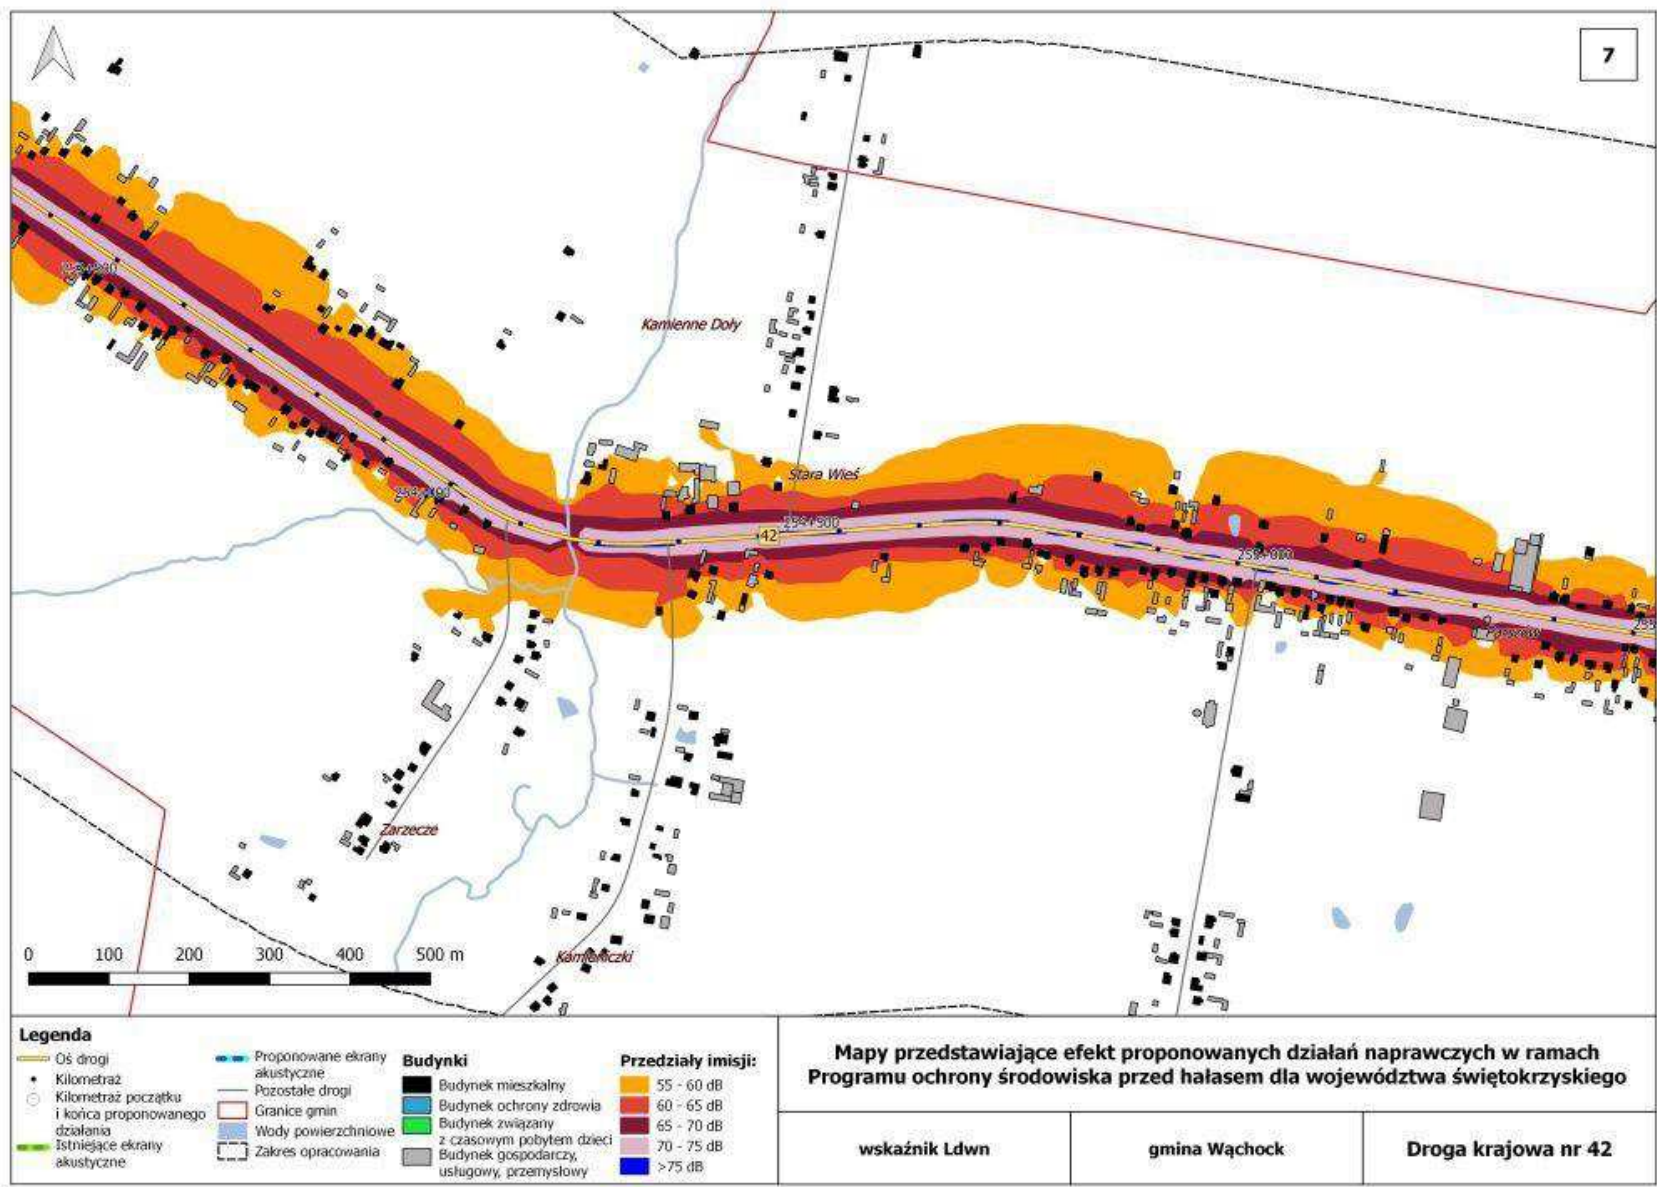 7
Kamienne Doły
Stara Wieś
254+500
42
255+000
Zarzecze
Kamieniczki
0 100 200 300 400 500 m
Legenda
Oś drogi
Kilometraż
Kilometraż początku
i końca proponowanego
działania
Istniejące ekrany
akustyczne
Proponowane ekrany
akustyczne
Pozostałe drogi
Granice gmin
Wody powierzchniowe
Zakres opracowania
Budynki
Budynek mieszkalny
Budynek ochrony zdrowia
Budynek związany
z czasowym pobytem dzieci
Budynek gospodarczy,
usługowy, przemysłowy
Przedziały imisji:
55 - 60 dB
60 - 65 dB
65 - 70 dB
70 - 75 dB
>75 dB
Mapy przedstawiające efekt proponowanych działań naprawczych w ramach
Programu ochrony środowiska przed hałasem dla województwa świętokrzyskiego
wskaźnik Ldwn
gmina Wąchock
Droga krajowa nr 42